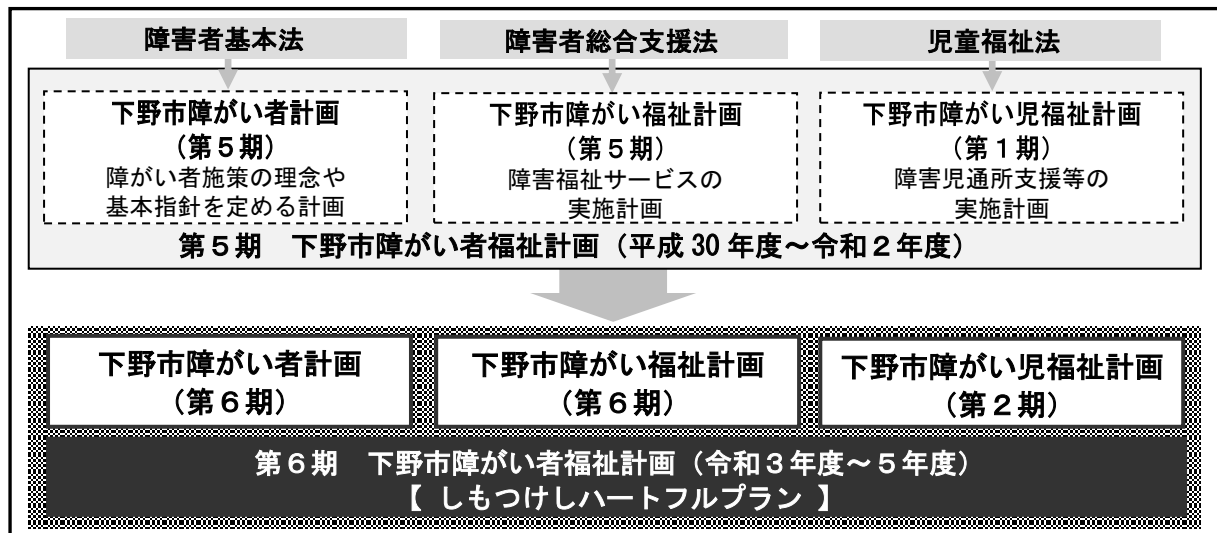 障害者基本法
障害者総合支援法
児童福祉法
下野市障がい者計画
(第5期)
障がい者施策の理念や
基本指針を定める計画
下野市障がい福祉計画
(第5期)
障害福祉サービスの
実施計画
下野市障がい児福祉計画
(第1期)
障害児通所支援等の
実施計画
第5期 下野市障がい者福祉計画(平成30年度~令和2年度)
下野市障がい者計画
(第6期)
下野市障がい福祉計画
(第6期)
下野市障がい児福祉計画
(第2期)
第6期 下野市障がい者福祉計画(令和3年度~5年度)
【 しもつけしハートフルプラン 】